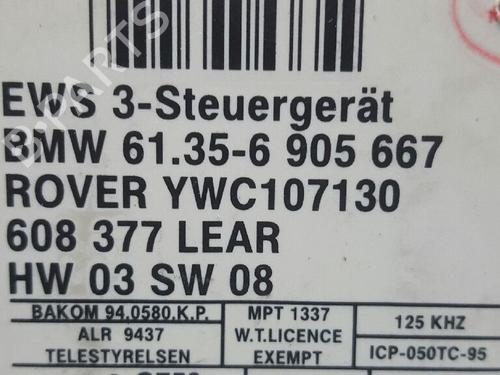 EWS 3-Steuergerät
BMW 61.35-6 905 667
ROVER YWC107130
608 377 LEAR
HW 03 SW 08
BAKOM 94.0580.K.P.
ALR 9437
TELESTYRELSEN
MPT 1337
W.T.LICENCE
EXEMPT
125 KHZ
ICP-050TC-95
B-PARTS